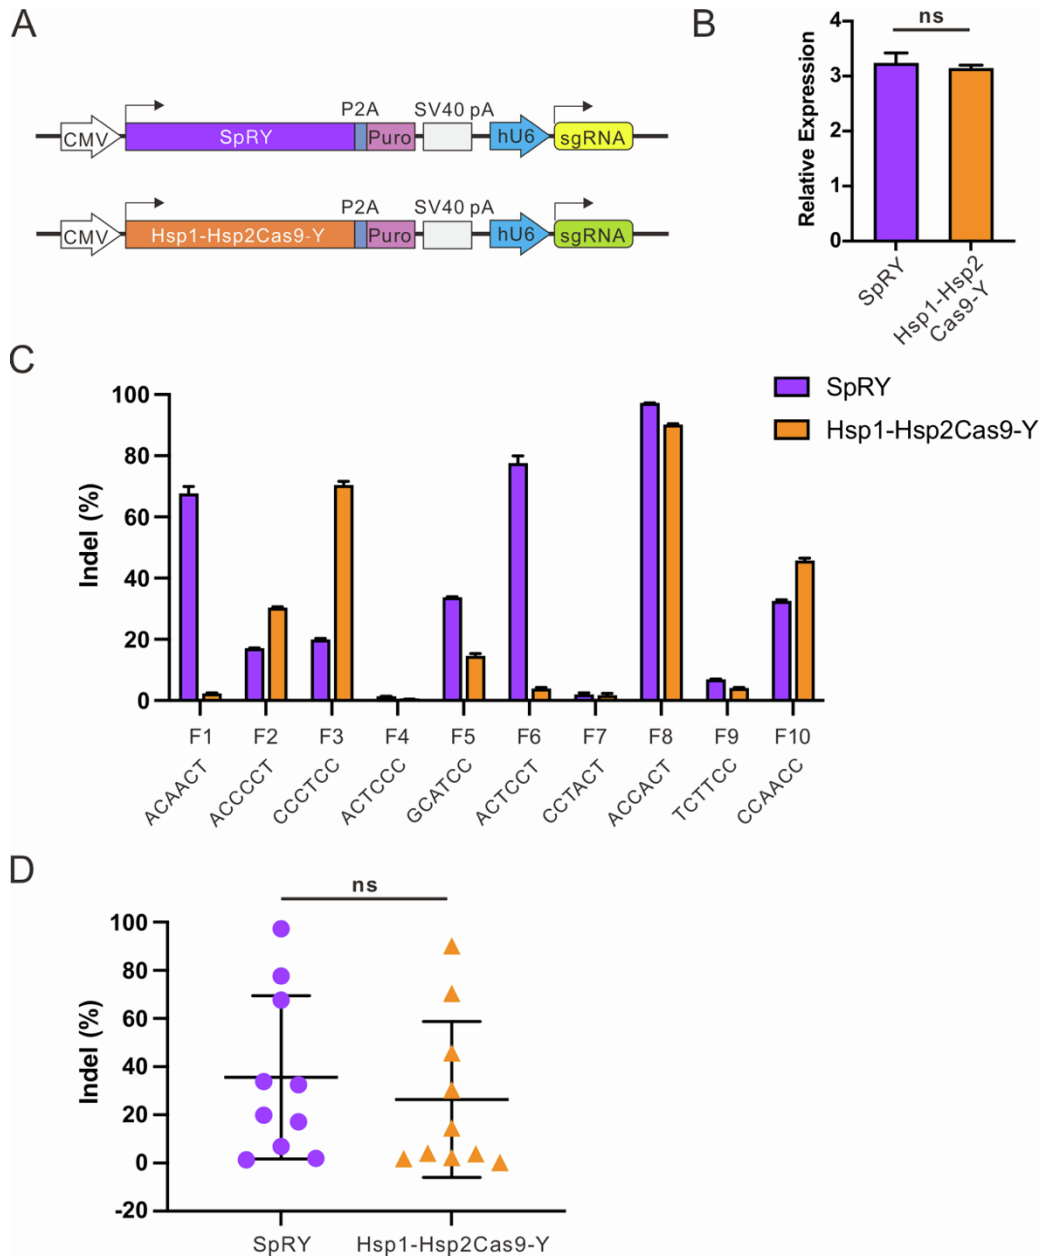 A
P2A SV40 pA
CMV SpRY Puro hU6 sgRNA
P2A SV40 pA
CMV Hsp1-Hsp2Cas9-Y Puro hU6 sgRNA
B
ns
Relative Expression
4
3
2
1
0
SpRY
Hsp1-Hsp2
Cas9-Y
C
SpRY
Hsp1-Hsp2Cas9-Y
Indel (%)
100
80
60
40
20
0
F1 F2 F3 F4 F5 F6 F7 F8 F9 F10
ACAACT ACCCCT CCCTCC ACTCCC GCATCC ACTCCT CCTACT ACCACT TCTTCC CCAACC
D
ns
Indel (%)
100
80
60
40
20
0
-20
SpRY Hsp1-Hsp2Cas9-Y